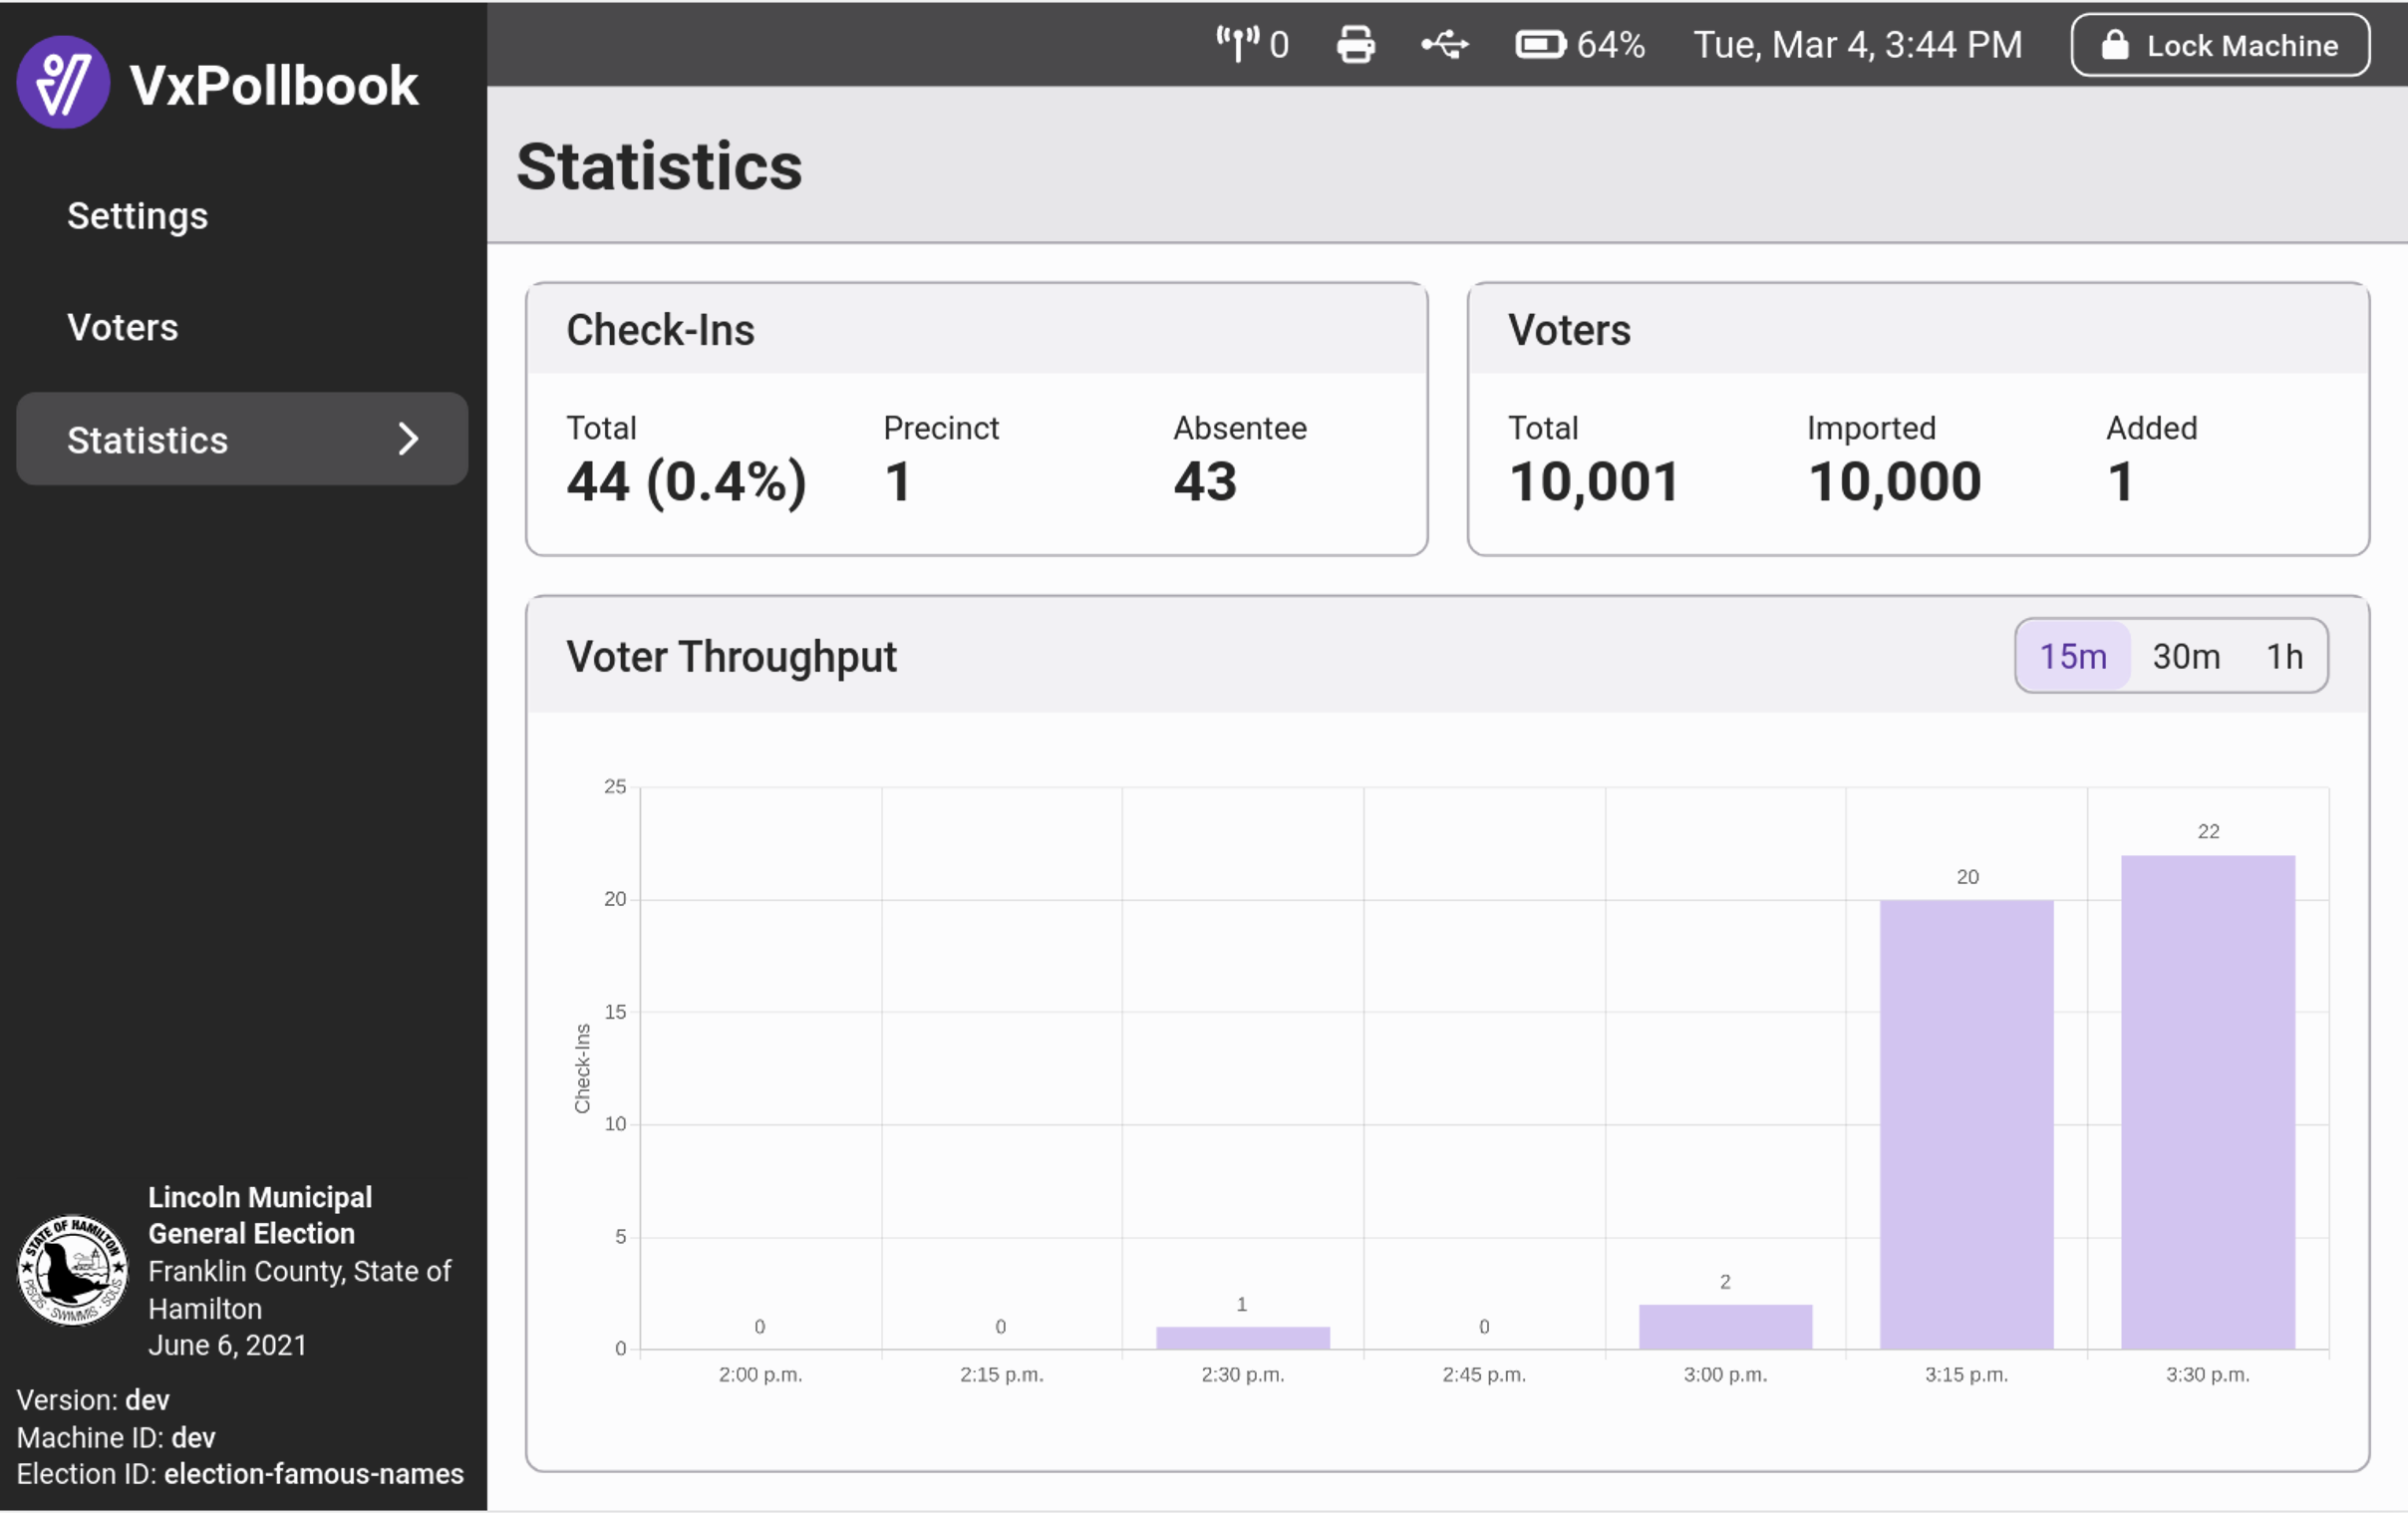 VxPollbook
Settings
Voters
Statistics
Lincoln Municipal
General Election
Franklin County, State of
Hamilton
June 6, 2021
STATE OF HAMILTON
PISCIS · SWIMMIS · SOLIS
Version: dev
Machine ID: dev
Election ID: election-famous-names
0
64%
Tue, Mar 4, 3:44 PM
Lock Machine
Statistics
Check-Ins
Total
Precinct
Absentee
44 (0.4%)
1
43
Voters
Total
Imported
Added
10,001
10,000
1
Voter Throughput
15m
30m
1h
Check-Ins
25
20
15
10
5
0
0
0
1
0
2
20
22
2:00 p.m.
2:15 p.m.
2:30 p.m.
2:45 p.m.
3:00 p.m.
3:15 p.m.
3:30 p.m.